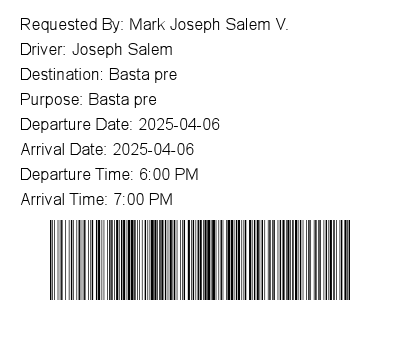 Requested By: Mark Joseph Salem V.
Driver: Joseph Salem
Destination: Basta pre
Purpose: Basta pre
Departure Date: 2025-04-06
Arrival Date: 2025-04-06
Departure Time: 6:00 PM
Arrival Time: 7:00 PM